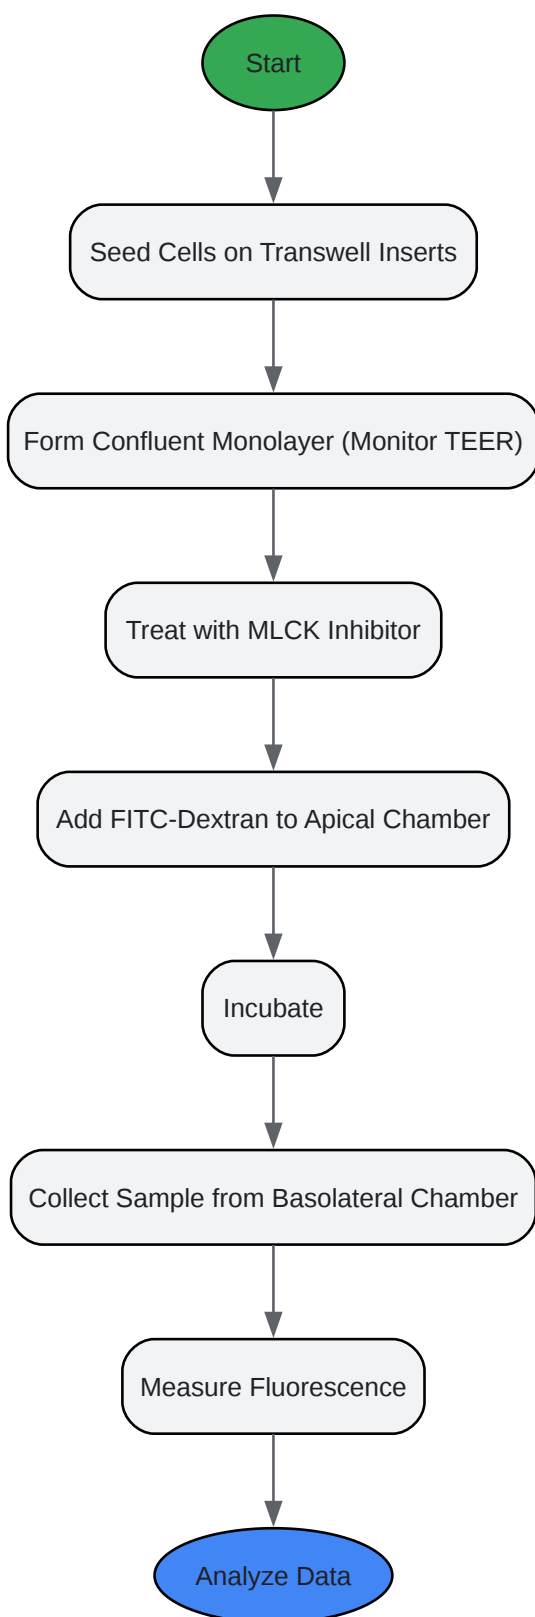 Start
Seed Cells on Transwell Inserts
Form Confluent Monolayer (Monitor TEER)
Treat with MLCK Inhibitor
Add FITC-Dextran to Apical Chamber
Incubate
Collect Sample from Basolateral Chamber
Measure Fluorescence
Analyze Data